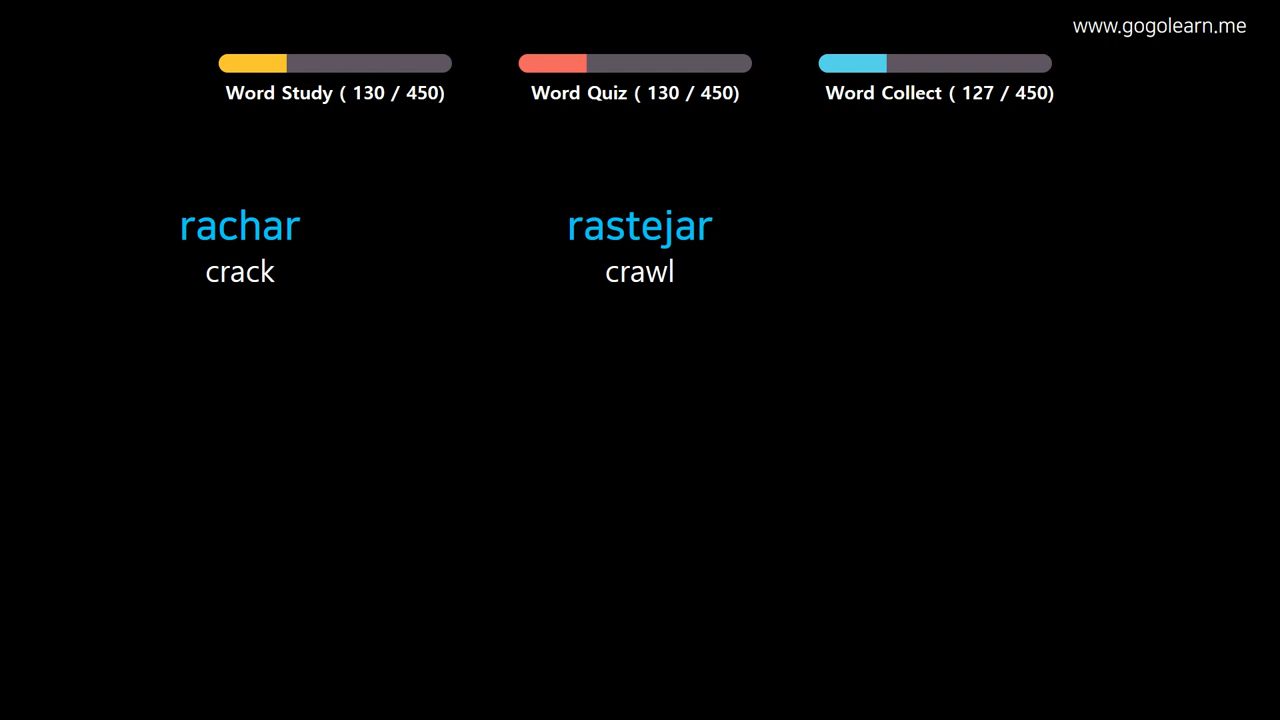 www.gogolearn.me
Word Study ( 130 / 450)
Word Quiz ( 130 / 450)
Word Collect ( 127 / 450)
rachar
crack
rastejar
crawl